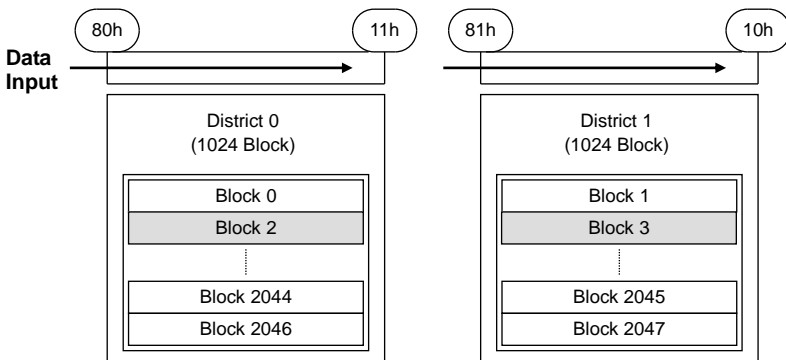 80h 11h 81h 10h
Data
Input
District 0
(1024 Block)
Block 0
Block 2
Block 2044
Block 2046
District 1
(1024 Block)
Block 1
Block 3
Block 2045
Block 2047